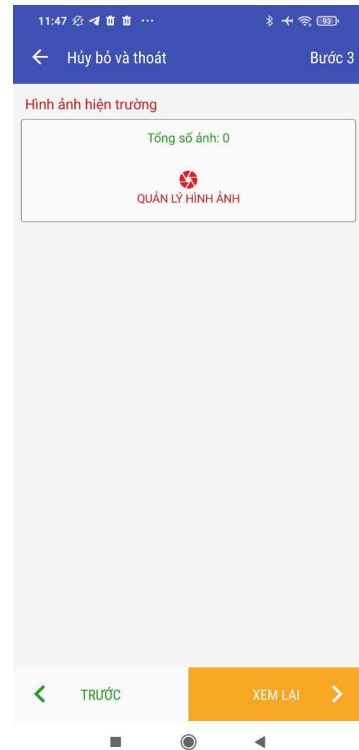 11:47 ... 93
Hủy bỏ và thoát Bước 3
Hình ảnh hiện trường
Tổng số ảnh: 0
QUẢN LÝ HÌNH ẢNH
TRƯỚC XEM LẠI